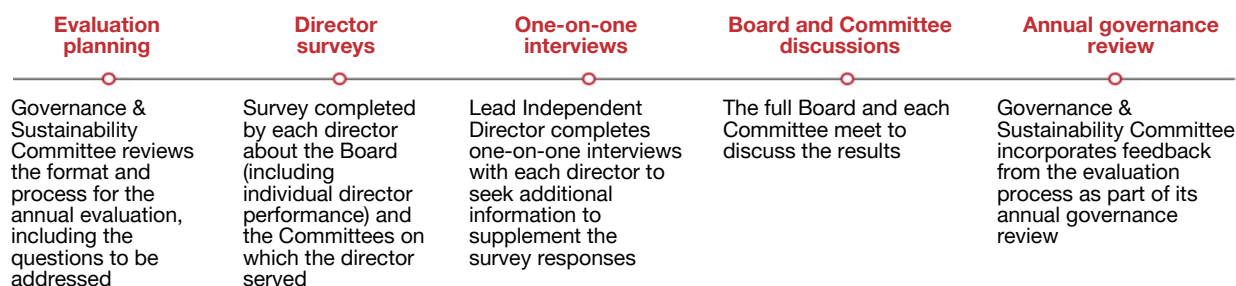 Evaluation
planning
Governance &
Sustainability
Committee reviews
the format and
process for the
annual evaluation,
including the
questions to be
addressed
Director
surveys
Survey completed
by each director
about the Board
(including
individual director
performance) and
the Committees on
which the director
served
One-on-one
interviews
Lead Independent
Director completes
one-on-one interviews
with each director to
seek additional
information to
supplement the
survey responses
Board and Committee
discussions
The full Board and each
Committee meet to
discuss the results
Annual governance
review
Governance &
Sustainability Committee
incorporates feedback
from the evaluation
process as part of its
annual governance
review